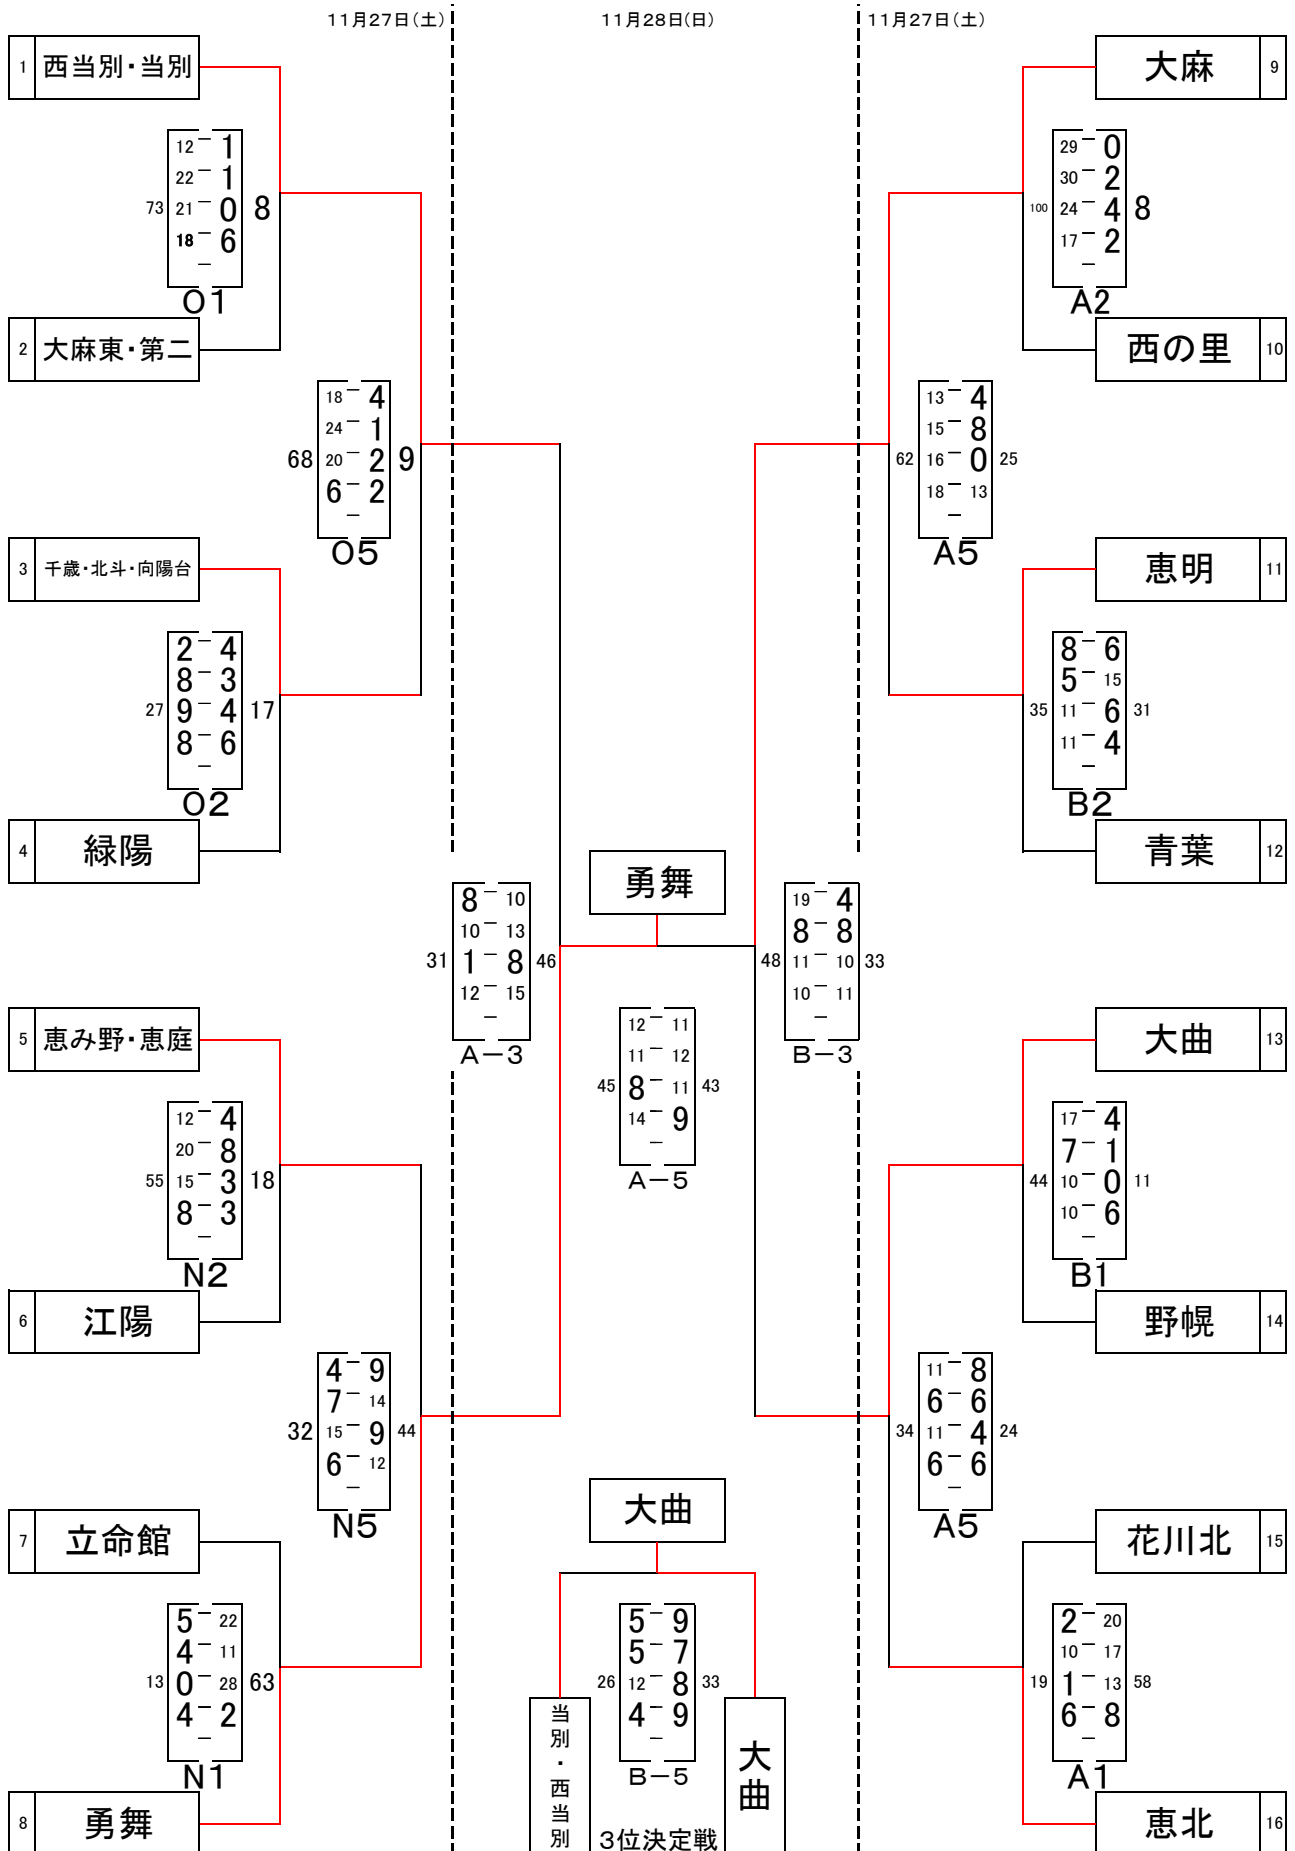 11月27日(土)
11月28日(日)
11月27日(土)
1 西当別・当別
12 - 1
22 - 1
73 21 - 0 8
18 - 6
-
O1
2 大麻東・第二
18 - 4
24 - 1
68 20 - 2 9
6 - 2
-
O5
3 千歳・北斗・向陽台
2 - 4
8 - 3
27 9 - 4 17
8 - 6
-
O2
4 緑陽
8 - 10
10 - 13
31 1 - 8 46
12 - 15
-
A-3
5 恵み野・恵庭
12 - 4
20 - 8
55 15 - 3 18
8 - 3
-
N2
6 江陽
4 - 9
7 - 14
32 15 - 9 44
6 - 12
-
N5
7 立命館
5 - 22
4 - 11
13 0 - 28 63
4 - 2
-
N1
8 勇舞
勇舞
12 - 11
11 - 12
45 8 - 11 43
14 - 9
-
A-5
大曲
5 - 9
5 - 7
26 12 - 8 33
4 - 9
-
B-5
当別・西当別
大曲
3位決定戦
大麻 9
29 - 0
30 - 2
100 24 - 4 8
17 - 2
-
A2
西の里 10
13 - 4
15 - 8
62 16 - 0 25
18 - 13
-
A5
恵明 11
8 - 6
5 - 15
35 11 - 6 31
11 - 4
-
B2
青葉 12
19 - 4
8 - 8
48 11 - 10 33
10 - 11
-
B-3
大曲 13
17 - 4
7 - 1
44 10 - 0 11
10 - 6
-
B1
野幌 14
11 - 8
6 - 6
34 11 - 4 24
6 - 6
-
A5
花川北 15
2 - 20
10 - 17
19 1 - 13 58
6 - 8
-
A1
恵北 16